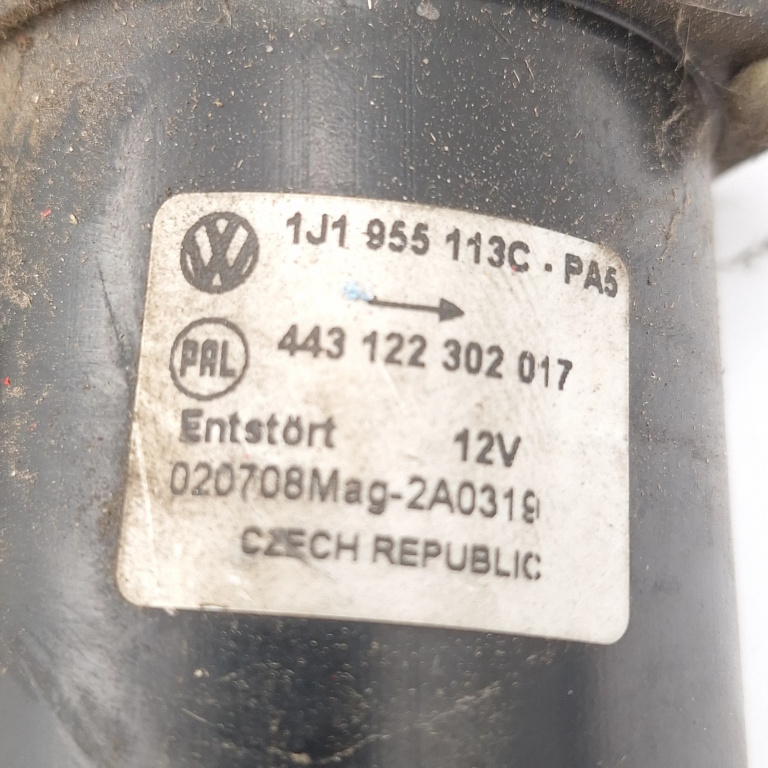 1J1 955 113C - PA5
PAL 443 122 302 017
Entstört 12V
020708Mag-2A0319
CZECH REPUBLIC